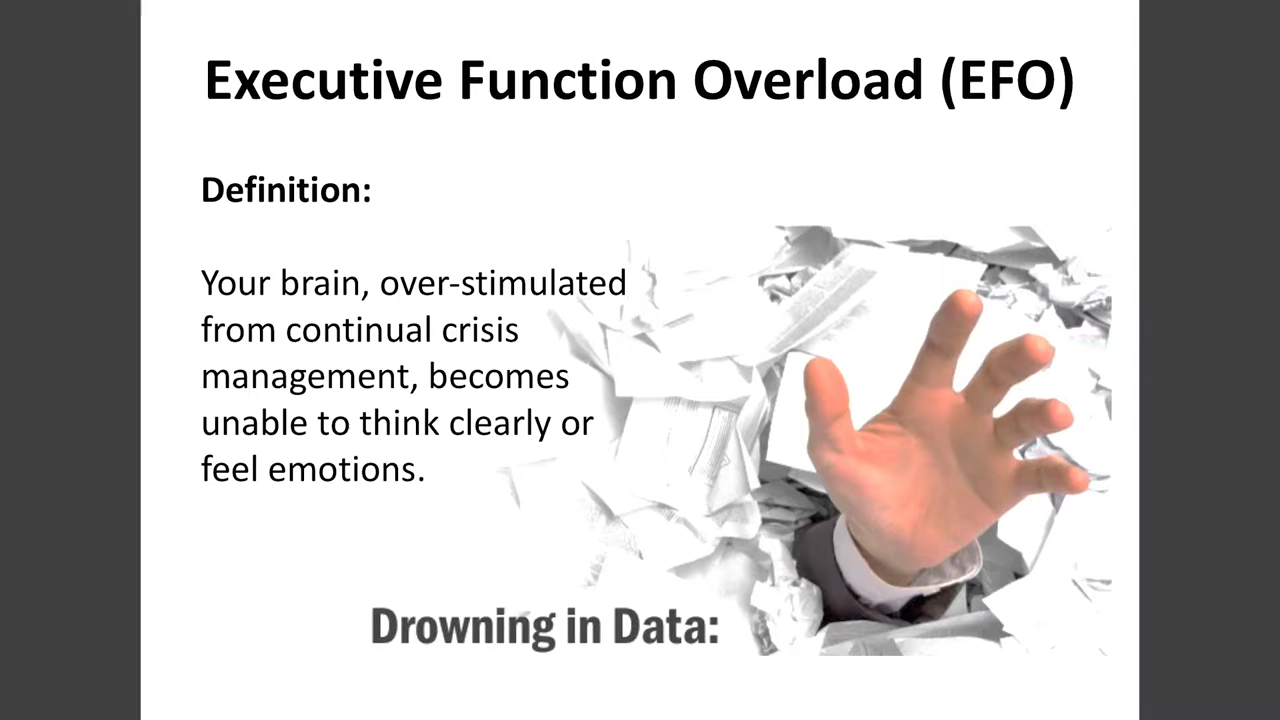 Executive Function Overload (EFO)
Definition:
Your brain, over-stimulated
from continual crisis
management, becomes
unable to think clearly or
feel emotions.
Drowning in Data: